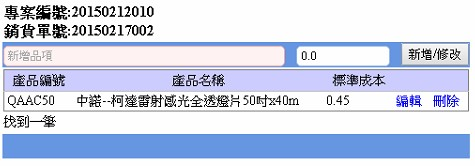 專案編號:20150212010
銷貨單號:20150217002
新增品項 0.0 新增/修改
產品編號 產品名稱 標準成本
QAAC50 中諾--柯達雷射感光全透燈片50吋x40m 0.45 編輯 刪除
找到一筆